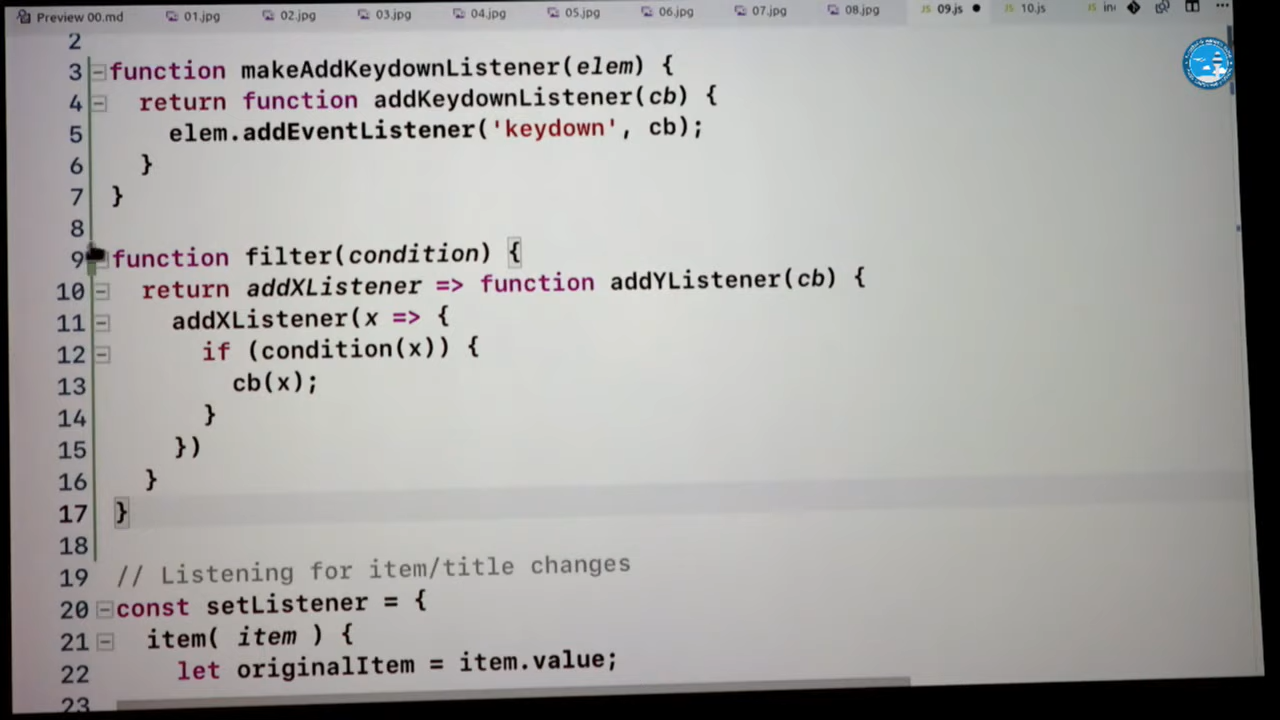 Preview 00.md 01.jpg 02.jpg 03.jpg 04.jpg 05.jpg 06.jpg 07.jpg 08.jpg JS 09.js JS 10.js JS
2
3 function makeAddKeydownListener(elem) {
4 return function addKeydownListener(cb) {
5 elem.addEventListener('keydown', cb);
6 }
7 }
8
9 function filter(condition) {
10 return addXListener => function addYListener(cb) {
11 addXListener(x => {
12 if (condition(x)) {
13 cb(x);
14 }
15 })
16 }
17 }
18
19 // Listening for item/title changes
20 const setListener = {
21 item( item ) {
22 let originalItem = item.value;
23